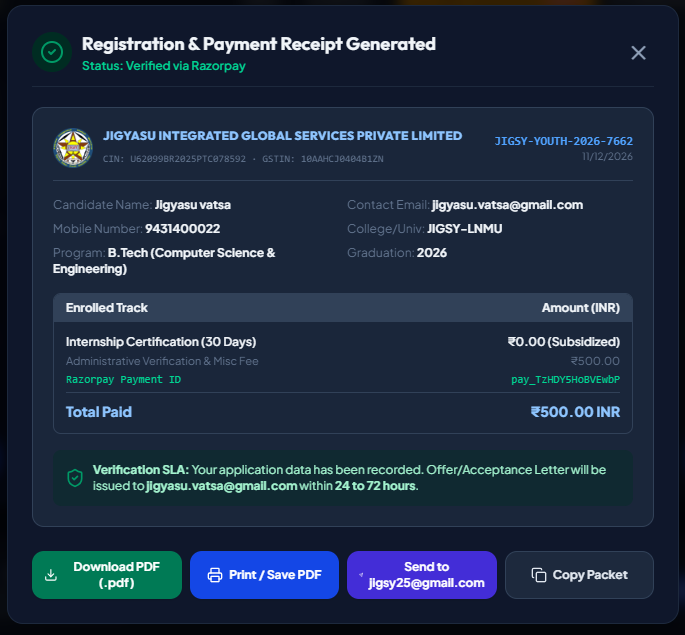 Registration & Payment Receipt Generated
Status: Verified via Razorpay
JIGYASU INTEGRATED GLOBAL SERVICES PRIVATE LIMITED
JIGSY-YOUTH-2026-7662
CIN: U62099BR2025PTC078592 · GSTIN: 10AAHCJ0404B1ZN
11/12/2026
Candidate Name: Jigyasu vatsa
Contact Email: jigyasu.vatsa@gmail.com
Mobile Number: 9431400022
College/Univ: JIGSY-LNMU
Program: B.Tech (Computer Science &
Engineering)
Graduation: 2026
Enrolled Track Amount (INR)
Internship Certification (30 Days) ₹0.00 (Subsidized)
Administrative Verification & Misc Fee ₹500.00
Razorpay Payment ID pay_TzHDY5HoBVEwbP
Total Paid ₹500.00 INR
Verification SLA: Your application data has been recorded. Offer/Acceptance Letter will be
issued to jigyasu.vatsa@gmail.com within 24 to 72 hours.
Download PDF
(.pdf)
Print / Save PDF
Send to
jigsy25@gmail.com
Copy Packet